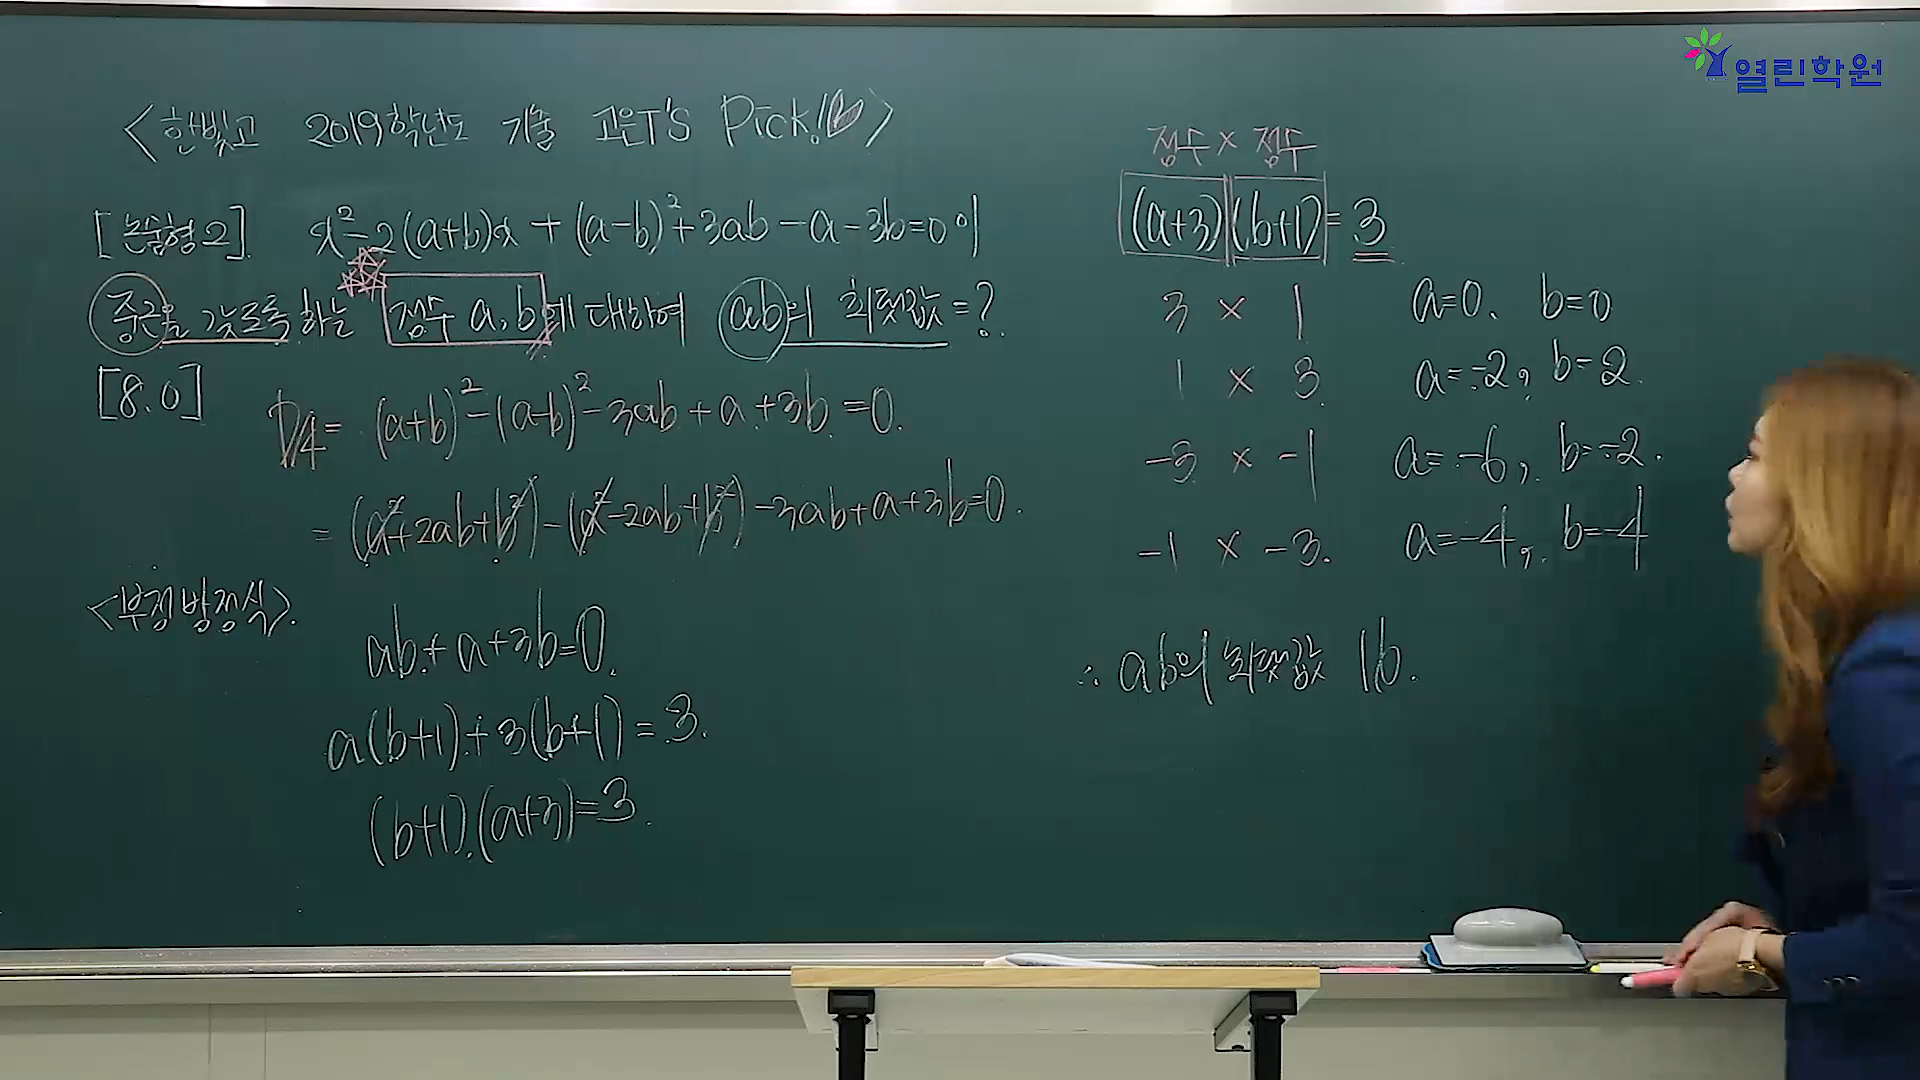 열린학원
<한빛고 2019학년도 기출 고은T'S Pick!>
[논술형2] x²-2(a+b)x+(a-b)²+3ab-a-3b=0이
중근을 갖도록 하는 정수 a,b에 대하여 ab의 최댓값=?
[8.0]
D/4= (a+b)²-(a-b)²-3ab+a+3b=0.
= (a²+2ab+b²)-(a²-2ab+b²)-3ab+a+3b=0.
<부정방정식>.
ab+a+3b=0.
a(b+1)+3(b+1)=3.
(b+1)(a+3)=3.
정수 × 정수
(a+3)(b+1)=3
3 × 1 a=0, b=0
1 × 3. a=-2, b=2.
-3 × -1 a=-6, b=-2.
-1 × -3. a=-4, b=-4
∴ ab의 최댓값 16.